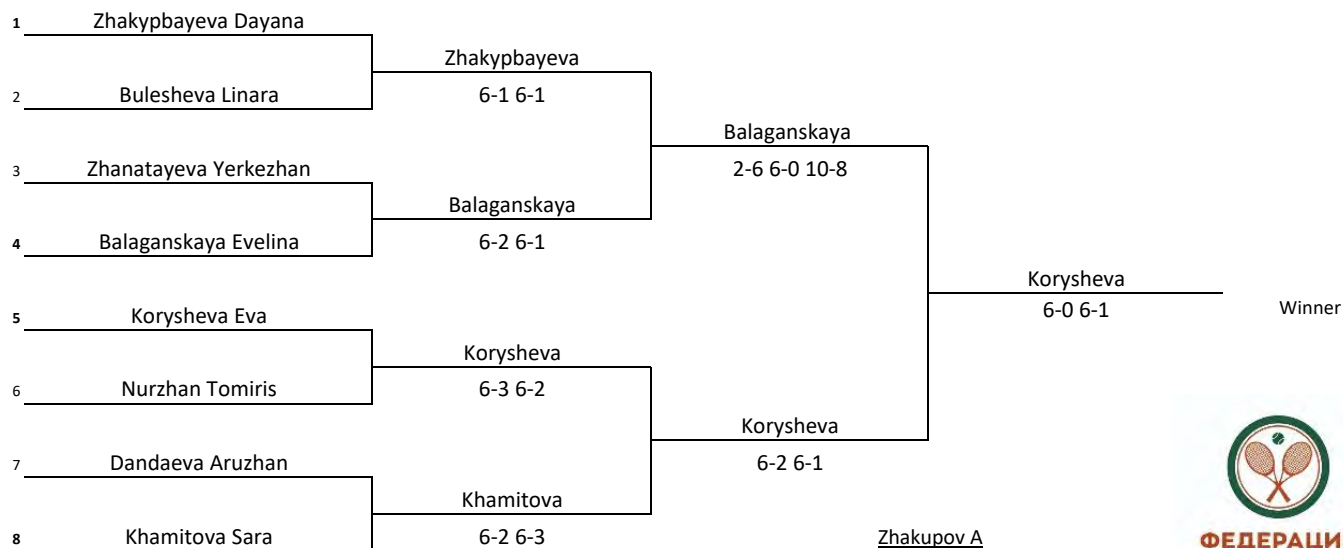 1 Zhakypbayeva Dayana
Zhakypbayeva
2 Bulesheva Linara 6-1 6-1
Balaganskaya
3 Zhanatayeva Yerkezhan 2-6 6-0 10-8
Balaganskaya
4 Balaganskaya Evelina 6-2 6-1
Korysheva
5 Korysheva Eva 6-0 6-1 Winner
Korysheva
6 Nurzhan Tomiris 6-3 6-2
Korysheva
7 Dandaeva Aruzhan 6-2 6-1
Khamitova
8 Khamitova Sara 6-2 6-3 Zhakupov A
ФЕДЕРАЦИ